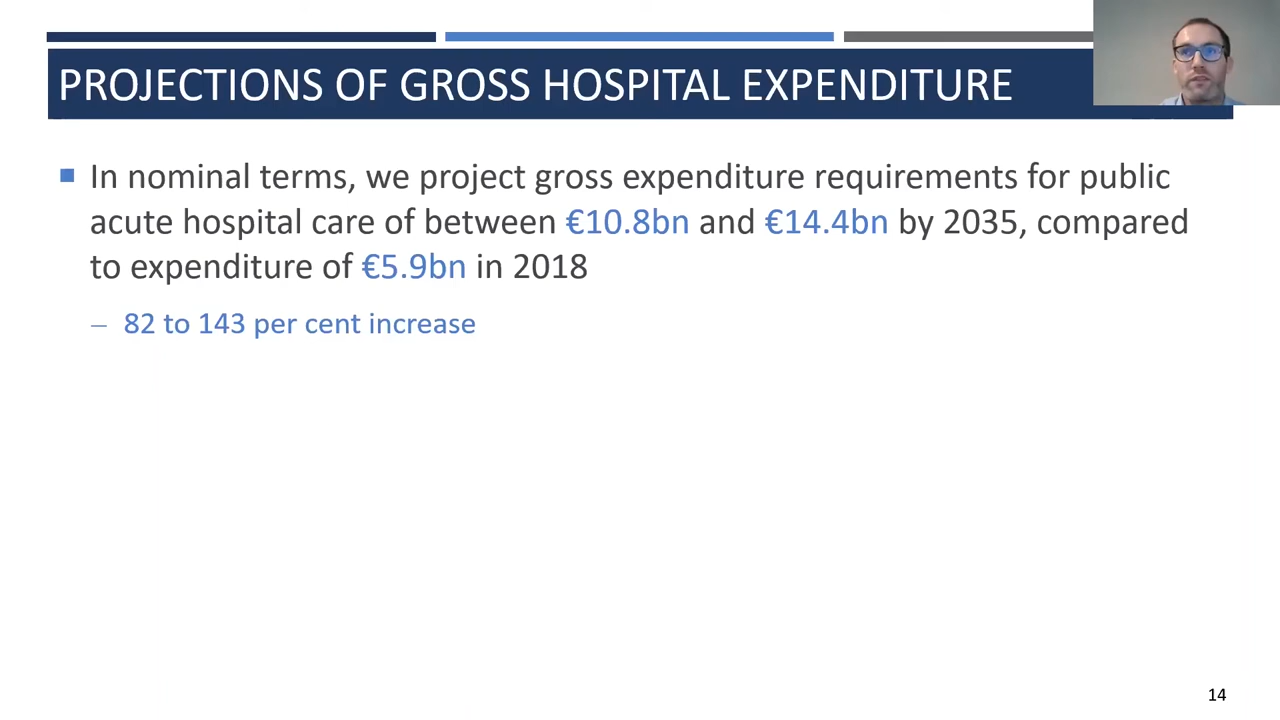 PROJECTIONS OF GROSS HOSPITAL EXPENDITURE
In nominal terms, we project gross expenditure requirements for public
acute hospital care of between €10.8bn and €14.4bn by 2035, compared
to expenditure of €5.9bn in 2018
– 82 to 143 per cent increase
14